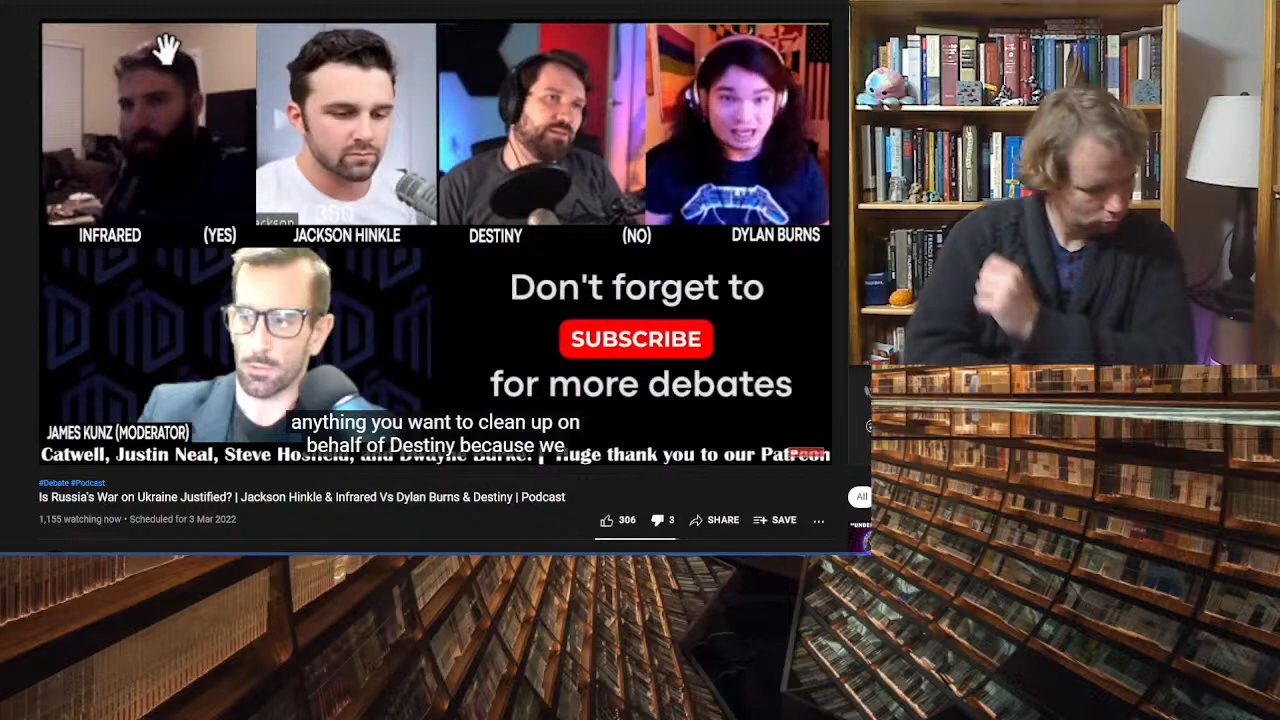 INFRARED (YES) JACKSON HINKLE DESTINY (NO) DYLAN BURNS
Don't forget to
SUBSCRIBE
for more debates
JAMES KUNZ (MODERATOR)
anything you want to clean up on
behalf of Destiny because we
Catwell, Justin Neal, Steve and Huge thank you to our Patreon
#Debate #Podcast
Is Russia's War on Ukraine Justified? | Jackson Hinkle & Infrared Vs Dylan Burns & Destiny | Podcast
1,155 watching now • Scheduled for 3 Mar 2022
306 3 SHARE SAVE ...
All